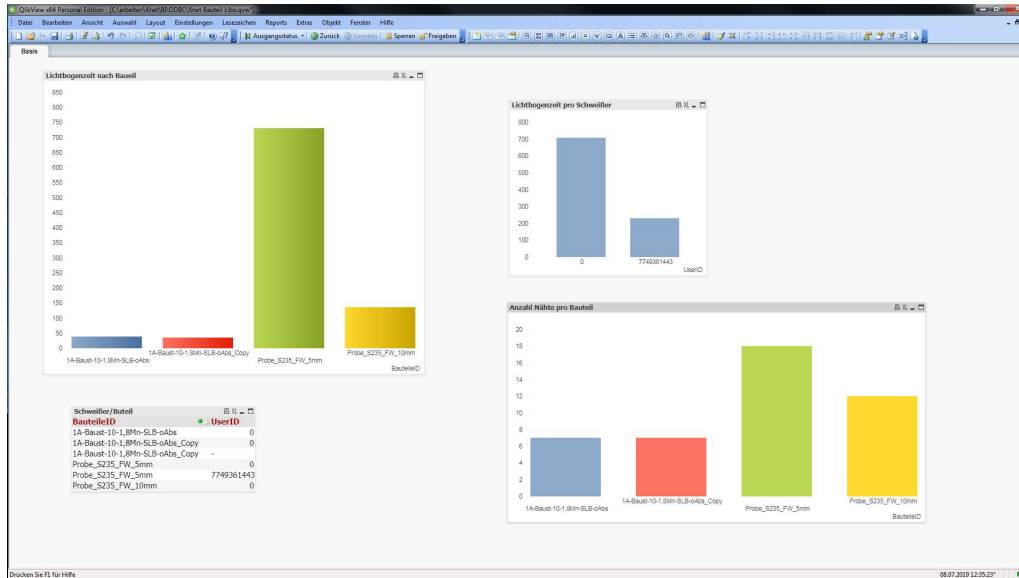 QlikView x64 Personal Edition - [C:\arbeiten\Xnet\BI\ODBC\Xnet Bauteil Libo.qvw*]
Datei Bearbeiten Ansicht Auswahl Layout Einstellungen Lesezeichen Reports Extras Objekt Fenster Hilfe
Ausgangsstatus Zurück Vorwärts Sperren Freigeben
Basis
Lichtbogenzeit nach Baueil
XL
850
800
750
700
650
600
550
500
450
400
350
300
250
200
150
100
50
0
1A-Baust-10-1,8Mn-SLB-oAbs
1A-Baust-10-1,8Mn-SLB-oAbs_Copy
Probe_S235_FW_5mm
Probe_S235_FW_10mm
BauteileID
Lichtbogenzeit pro Schweißer
XL
800
700
600
500
400
300
200
100
0
0
7749361443
UserID
Schweißer/Buteil
XL
BauteileID UserID
1A-Baust-10-1,8Mn-SLB-oAbs 0
1A-Baust-10-1,8Mn-SLB-oAbs_Copy 0
1A-Baust-10-1,8Mn-SLB-oAbs_Copy -
Probe_S235_FW_5mm 0
Probe_S235_FW_5mm 7749361443
Probe_S235_FW_10mm 0
Anzahl Nähte pro Bauteil
XL
20
18
16
14
12
10
8
6
4
2
0
1A-Baust-10-1,8Mn-SLB-oAbs
1A-Baust-10-1,8Mn-SLB-oAbs_Copy
Probe_S235_FW_5mm
Probe_S235_FW_10mm
BauteileID
Drücken Sie F1 für Hilfe
08.07.2019 12:35:23*